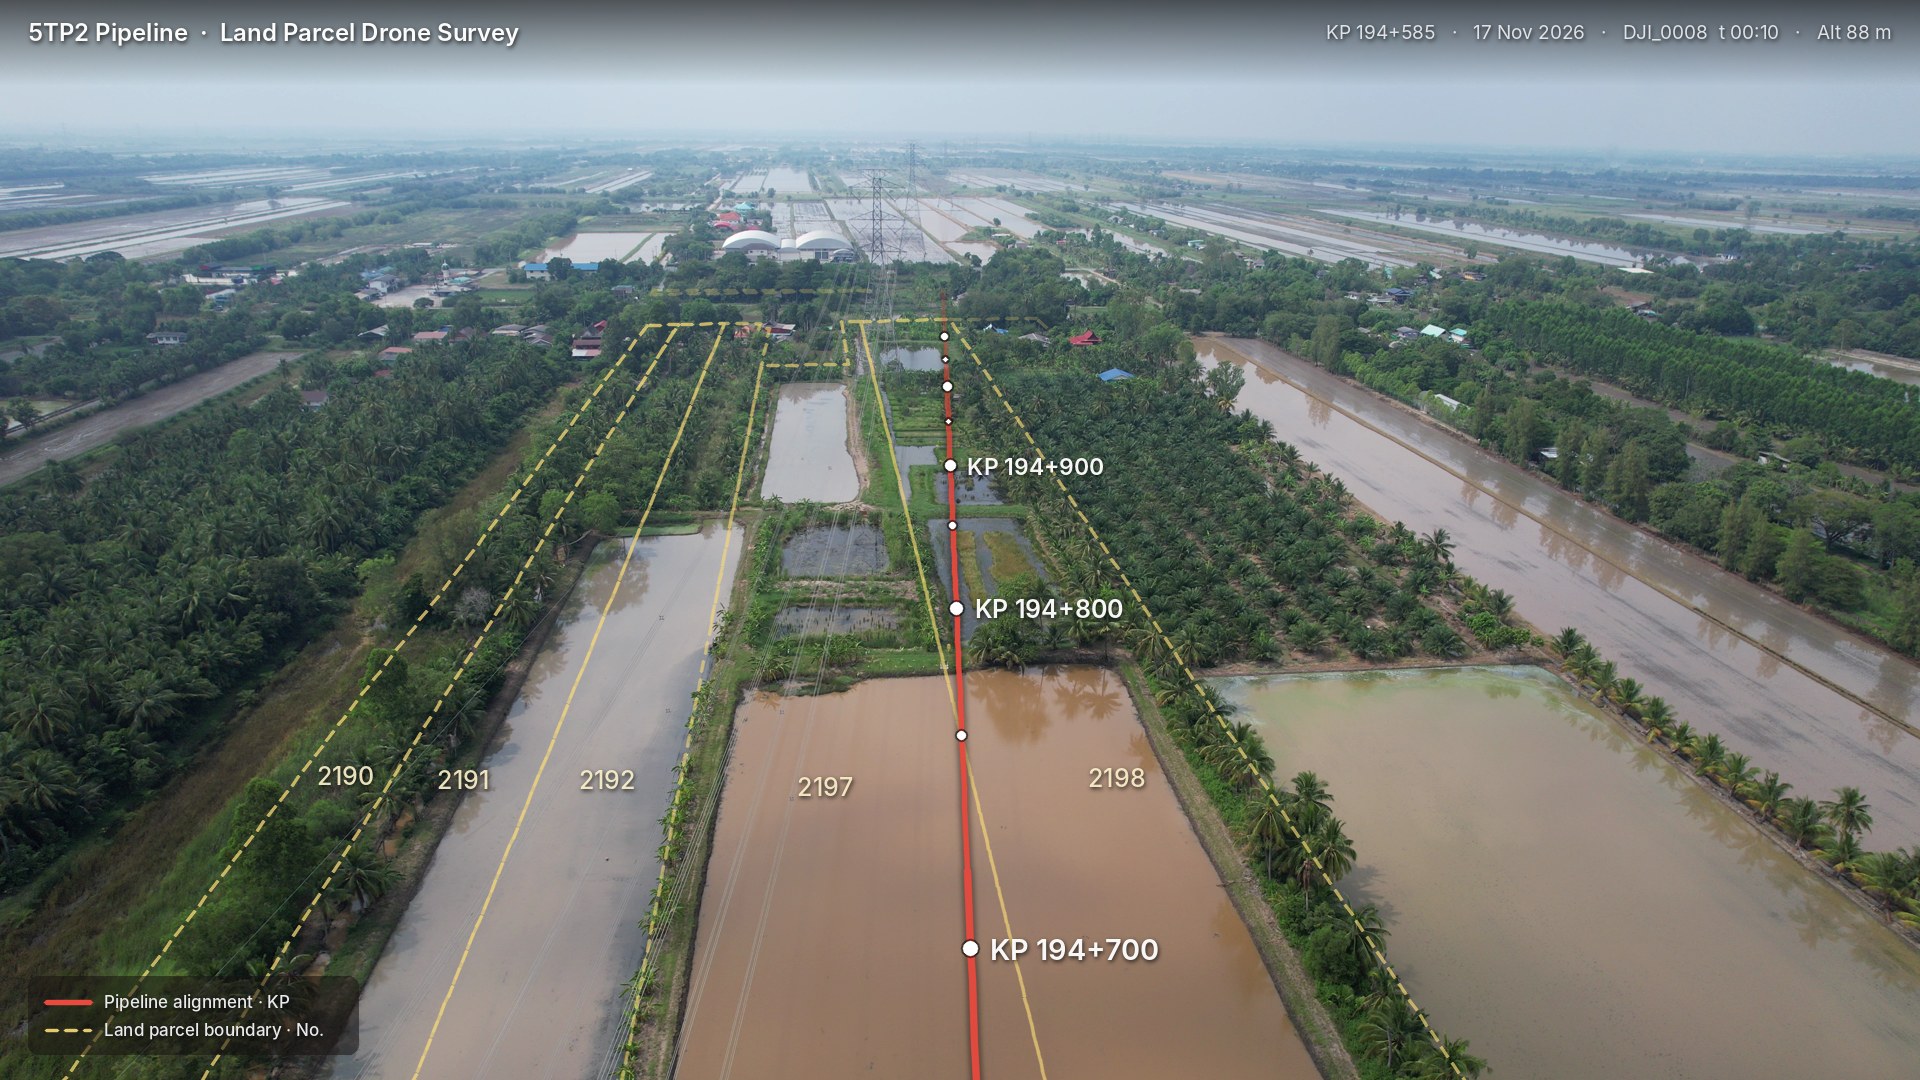 5TP2 Pipeline · Land Parcel Drone Survey
KP 194+585 · 17 Nov 2026 · DJI_0008 t 00:10 · Alt 88 m
KP 194+900
KP 194+800
2190
2191
2192
2197
2198
KP 194+700
Pipeline alignment · KP
Land parcel boundary · No.